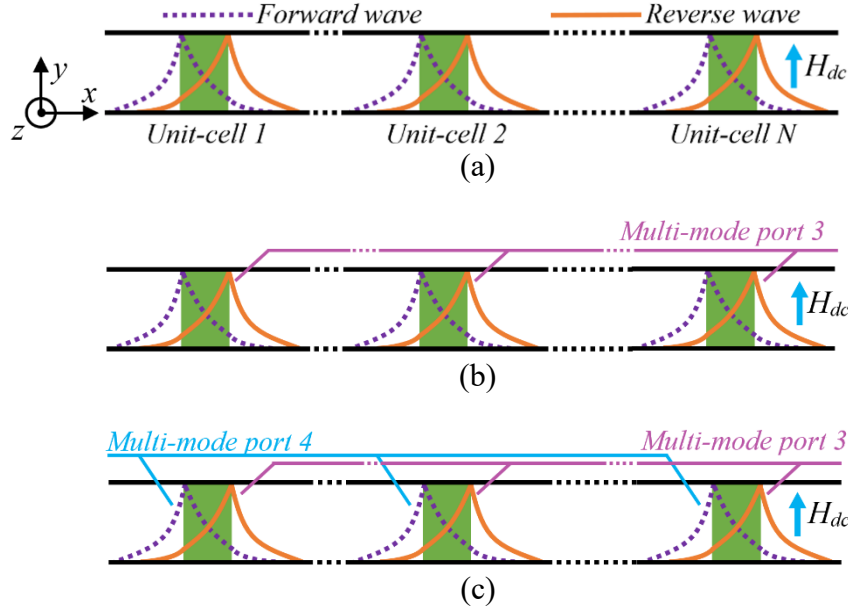 Forward wave Reverse wave
y
x
z
H_dc
Unit-cell 1 Unit-cell 2 Unit-cell N
(a)
Multi-mode port 3
H_dc
(b)
Multi-mode port 4 Multi-mode port 3
H_dc
(c)